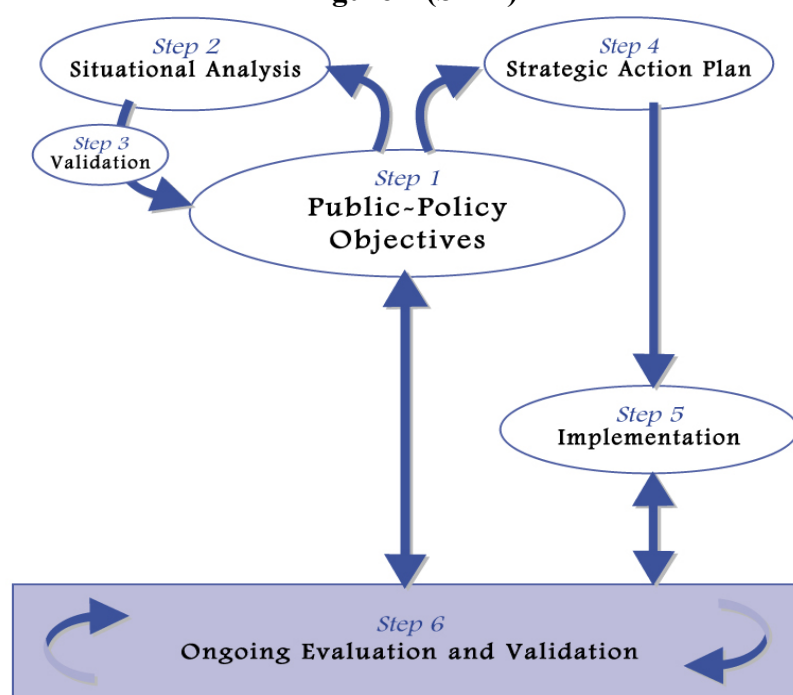 Step 2
Situational Analysis
Step 4
Strategic Action Plan
Step 3
Validation
Step 1
Public-Policy
Objectives
Step 5
Implementation
Step 6
Ongoing Evaluation and Validation